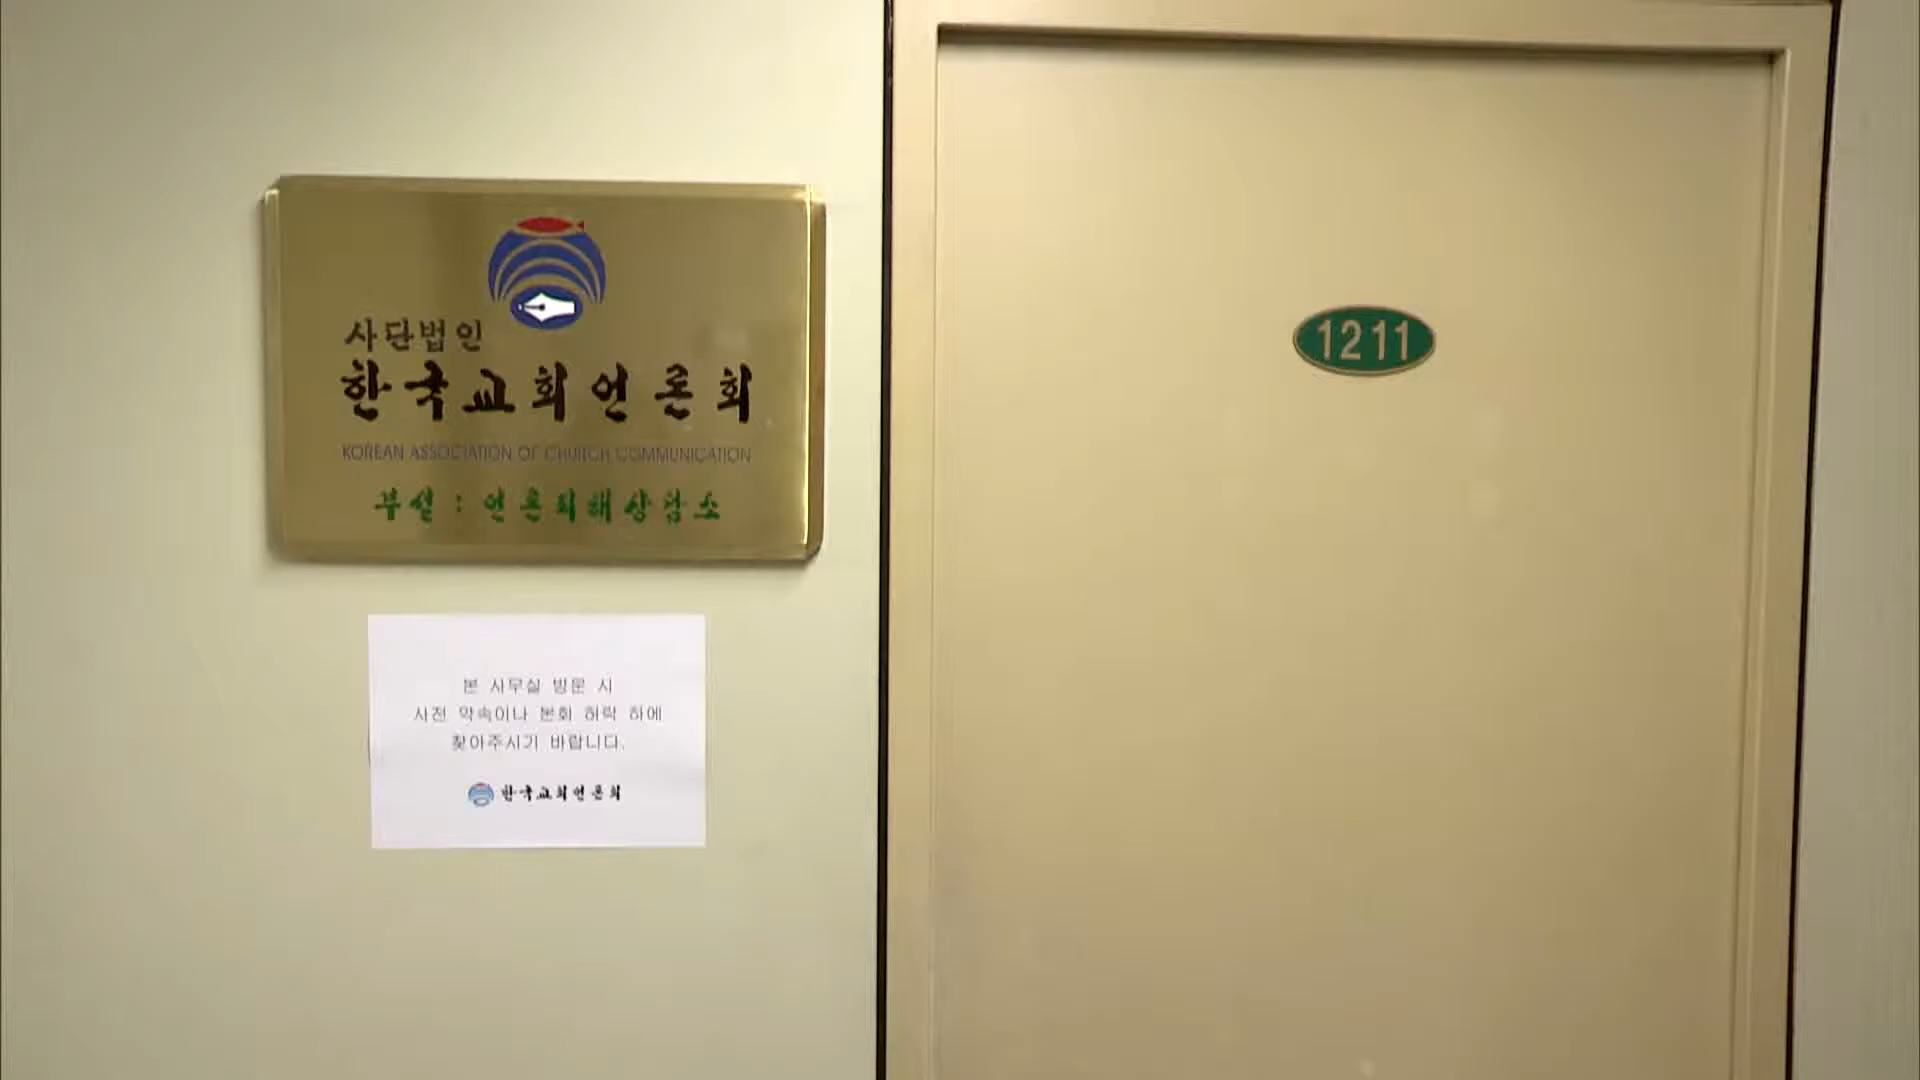 사단법인
한국교회언론회
KOREAN ASSOCIATION OF CHURCH COMMUNICATION
부설 : 언론피해상담소
1211
본 사무실 방문 시
사전 약속이나 본회 허락 하에
찾아주시기 바랍니다.
한국교회언론회